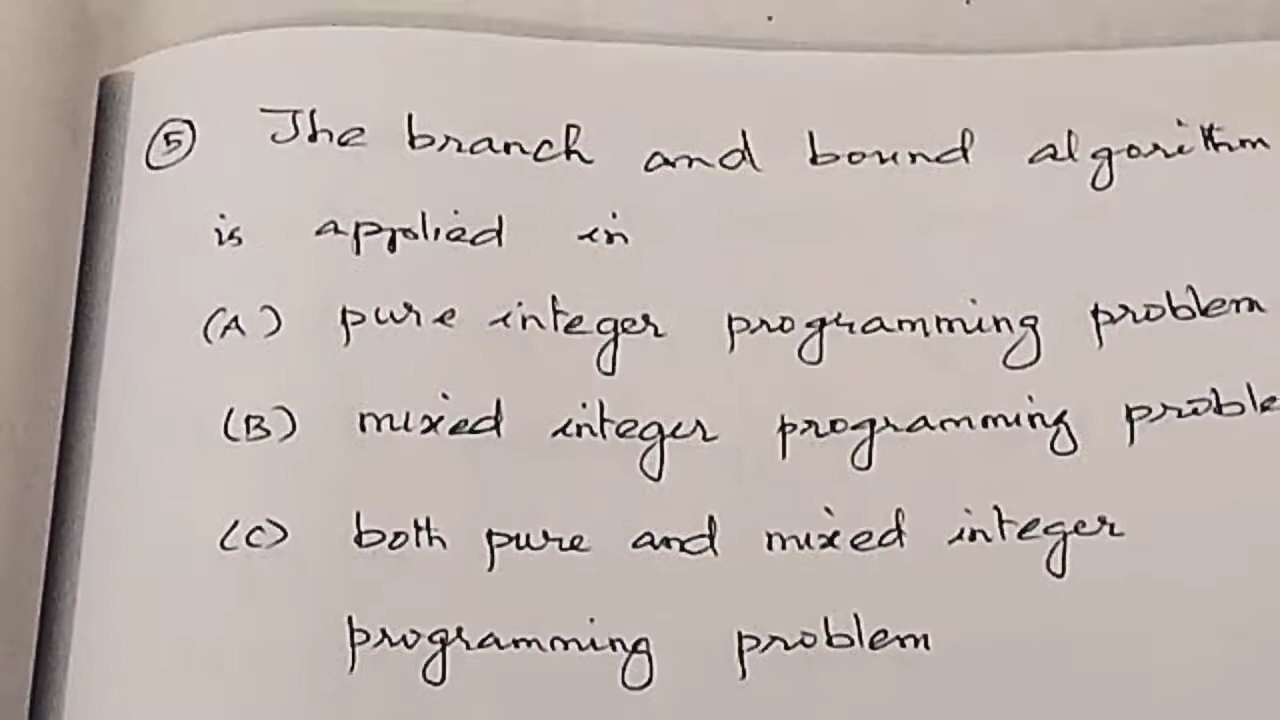 ⑤ The branch and bound algorithm
is applied in
(A) pure integer programming problem
(B) mixed integer programming proble
(C) both pure and mixed integer
programming problem